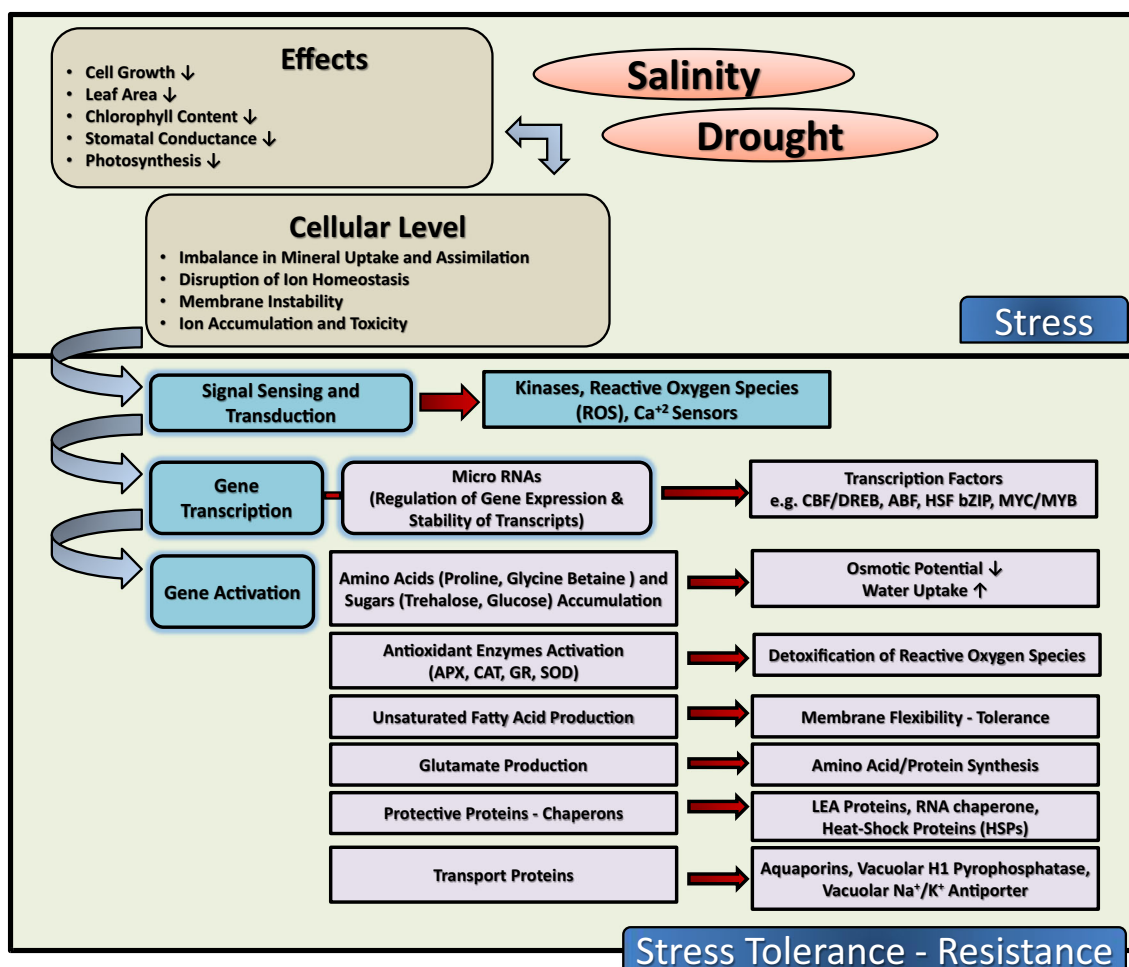 Effects
• Cell Growth ↓
• Leaf Area ↓
• Chlorophyll Content ↓
• Stomatal Conductance ↓
• Photosynthesis ↓
Salinity
Drought
Cellular Level
• Imbalance in Mineral Uptake and Assimilation
• Disruption of Ion Homeostasis
• Membrane Instability
• Ion Accumulation and Toxicity
Stress
Signal Sensing and
Transduction
Kinases, Reactive Oxygen Species
(ROS), Ca⁺² Sensors
Gene
Transcription
Micro RNAs
(Regulation of Gene Expression &
Stability of Transcripts)
Transcription Factors
e.g. CBF/DREB, ABF, HSF bZIP, MYC/MYB
Gene Activation
Amino Acids (Proline, Glycine Betaine ) and
Sugars (Trehalose, Glucose) Accumulation
Osmotic Potential ↓
Water Uptake ↑
Antioxidant Enzymes Activation
(APX, CAT, GR, SOD)
Detoxification of Reactive Oxygen Species
Unsaturated Fatty Acid Production
Membrane Flexibility - Tolerance
Glutamate Production
Amino Acid/Protein Synthesis
Protective Proteins - Chaperons
LEA Proteins, RNA chaperone,
Heat-Shock Proteins (HSPs)
Transport Proteins
Aquaporins, Vacuolar H1 Pyrophosphatase,
Vacuolar Na⁺/K⁺ Antiporter
Stress Tolerance - Resistance